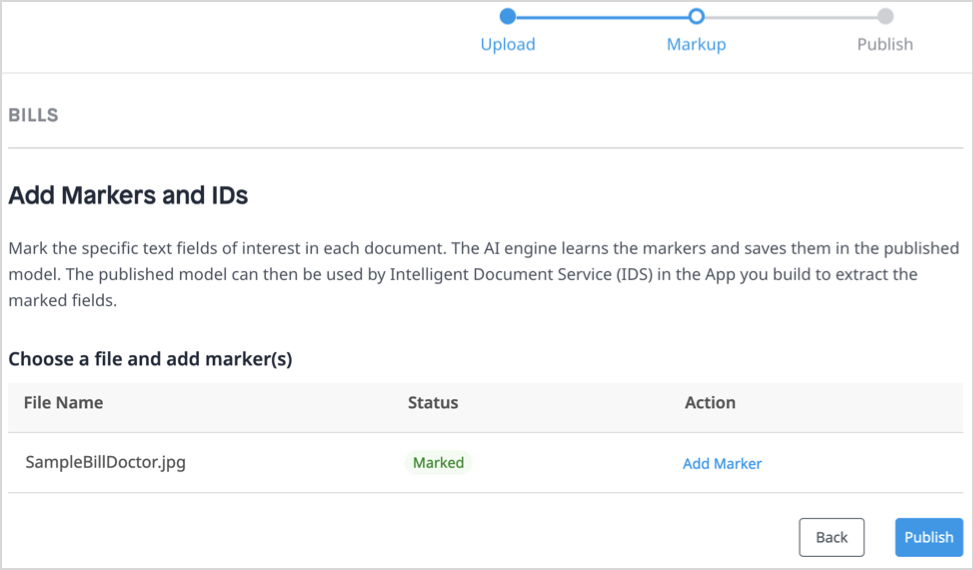 Upload Markup Publish
BILLS
Add Markers and IDs
Mark the specific text fields of interest in each document. The AI engine learns the markers and saves them in the published
model. The published model can then be used by Intelligent Document Service (IDS) in the App you build to extract the
marked fields.
Choose a file and add marker(s)
File Name Status Action
SampleBillDoctor.jpg Marked Add Marker
Back Publish